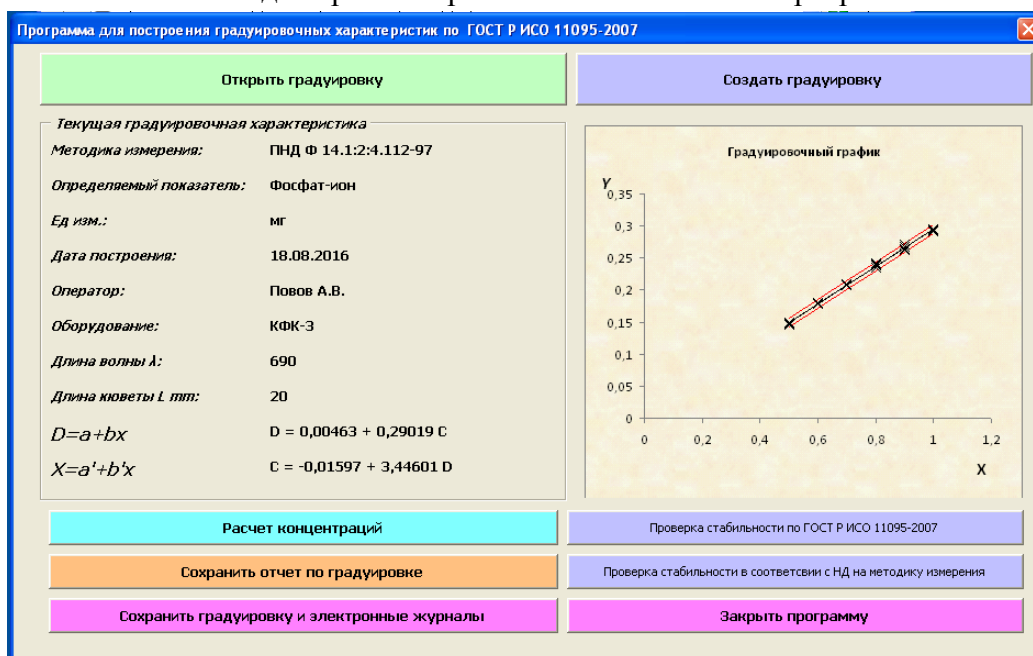 Программа для построения градуировочных характеристик по ГОСТ Р ИСО 11095-2007
Открыть градуировку
Создать градуировку
Текущая градуировочная характеристика
Методика измерения: ПНД Ф 14.1:2:4.112-97
Определяемый показатель: Фосфат-ион
Ед изм.: мг
Дата построения: 18.08.2016
Оператор: Повов А.В.
Оборудование: КФК-3
Длина волны λ: 690
Длина кюветы L mm: 20
D=a+bx D = 0,00463 + 0,29019 C
X=a'+b'x C = -0,01597 + 3,44601 D
Градуировочный график
Y
0,35
0,3
0,25
0,2
0,15
0,1
0,05
0
0 0,2 0,4 0,6 0,8 1 1,2
X
Расчет концентраций
Проверка стабильности по ГОСТ Р ИСО 11095-2007
Сохранить отчет по градуировке
Проверка стабильности в соответсвии с НД на методику измерения
Сохранить градуировку и электронные журналы
Закрыть программу